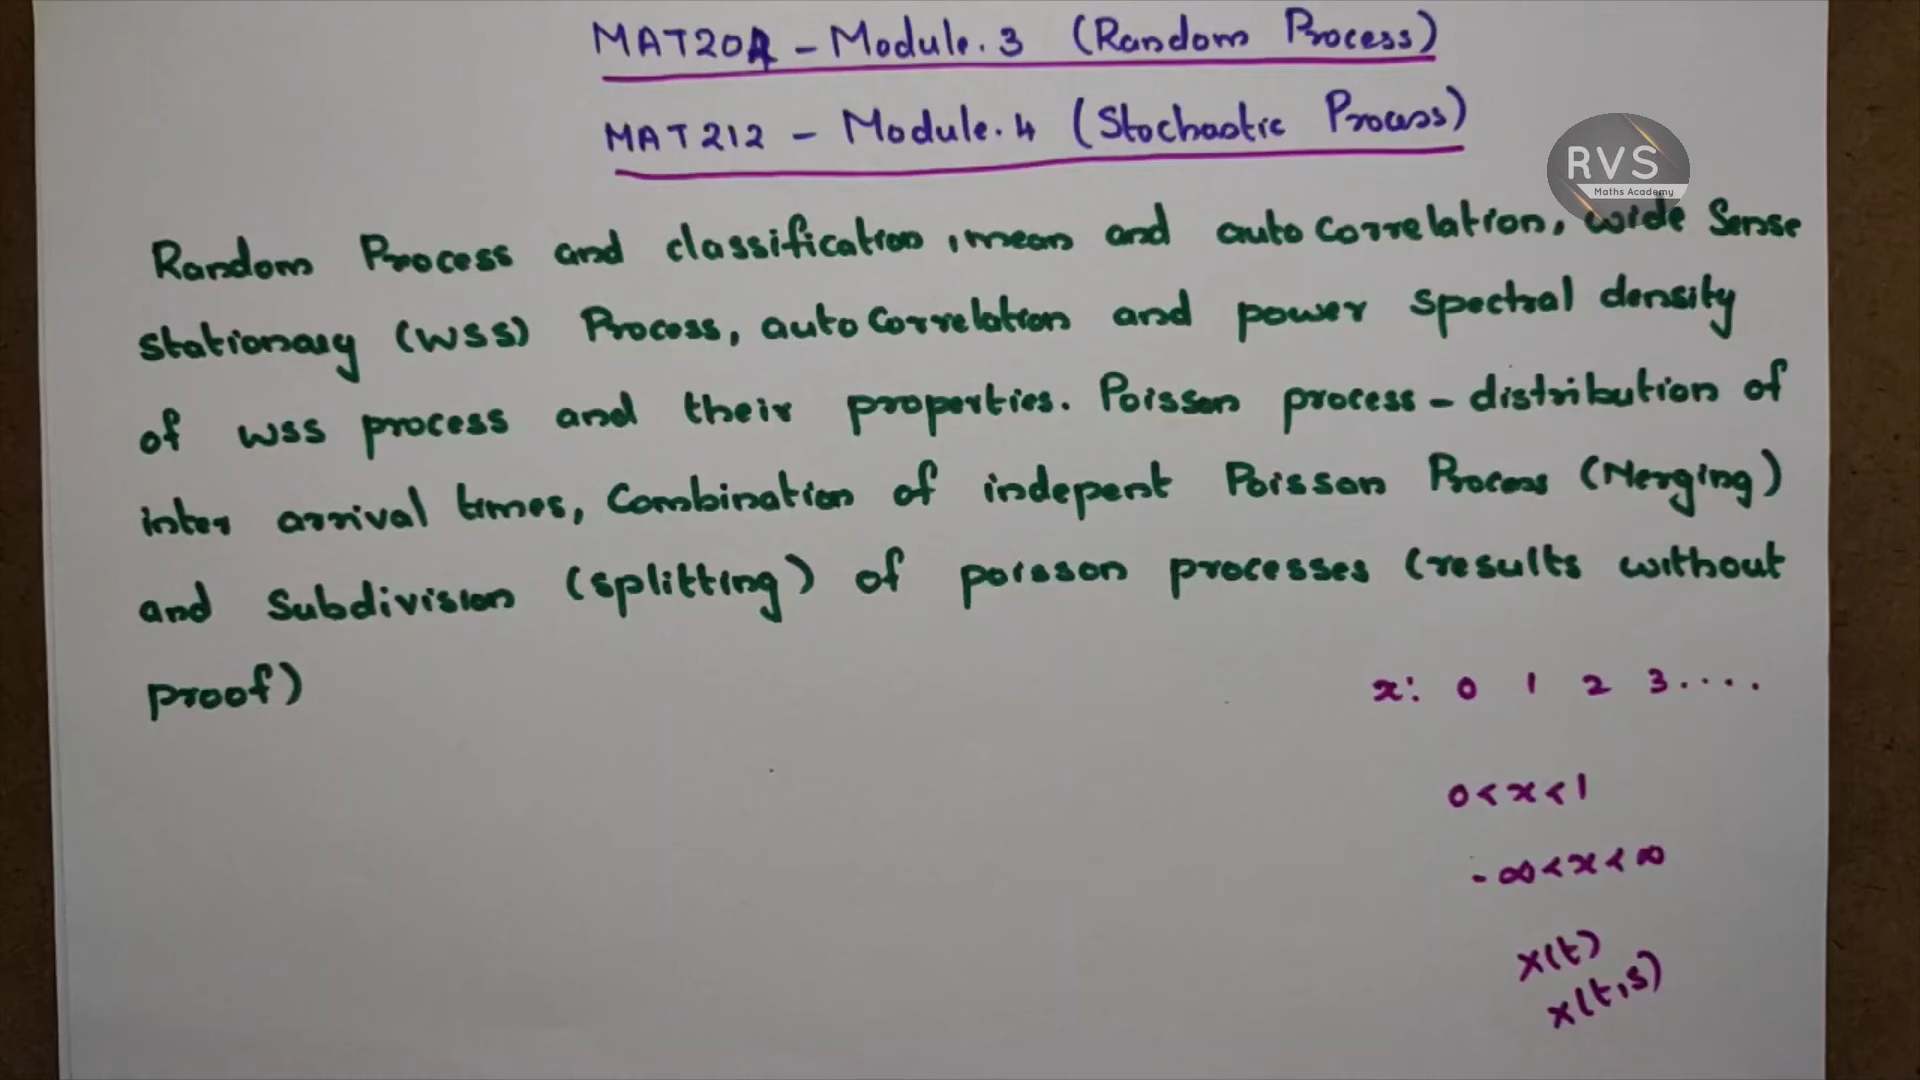 MAT204 - Module.3 (Random Process)
MAT212 - Module.4 (Stochastic Process)
RVS
Maths Academy
Random Process and classification, mean and auto correlation, wide Sense
stationary (WSS) Process, auto Correlation and power spectral density
of WSS process and their properties. Poisson process - distribution of
inter arrival times, Combination of indepent Poisson Process (Merging)
and subdivision (splitting) of poisson processes (results without
proof)
x: 0 1 2 3....
0<x<1
-∞<x<∞
X(t)
X(t,s)